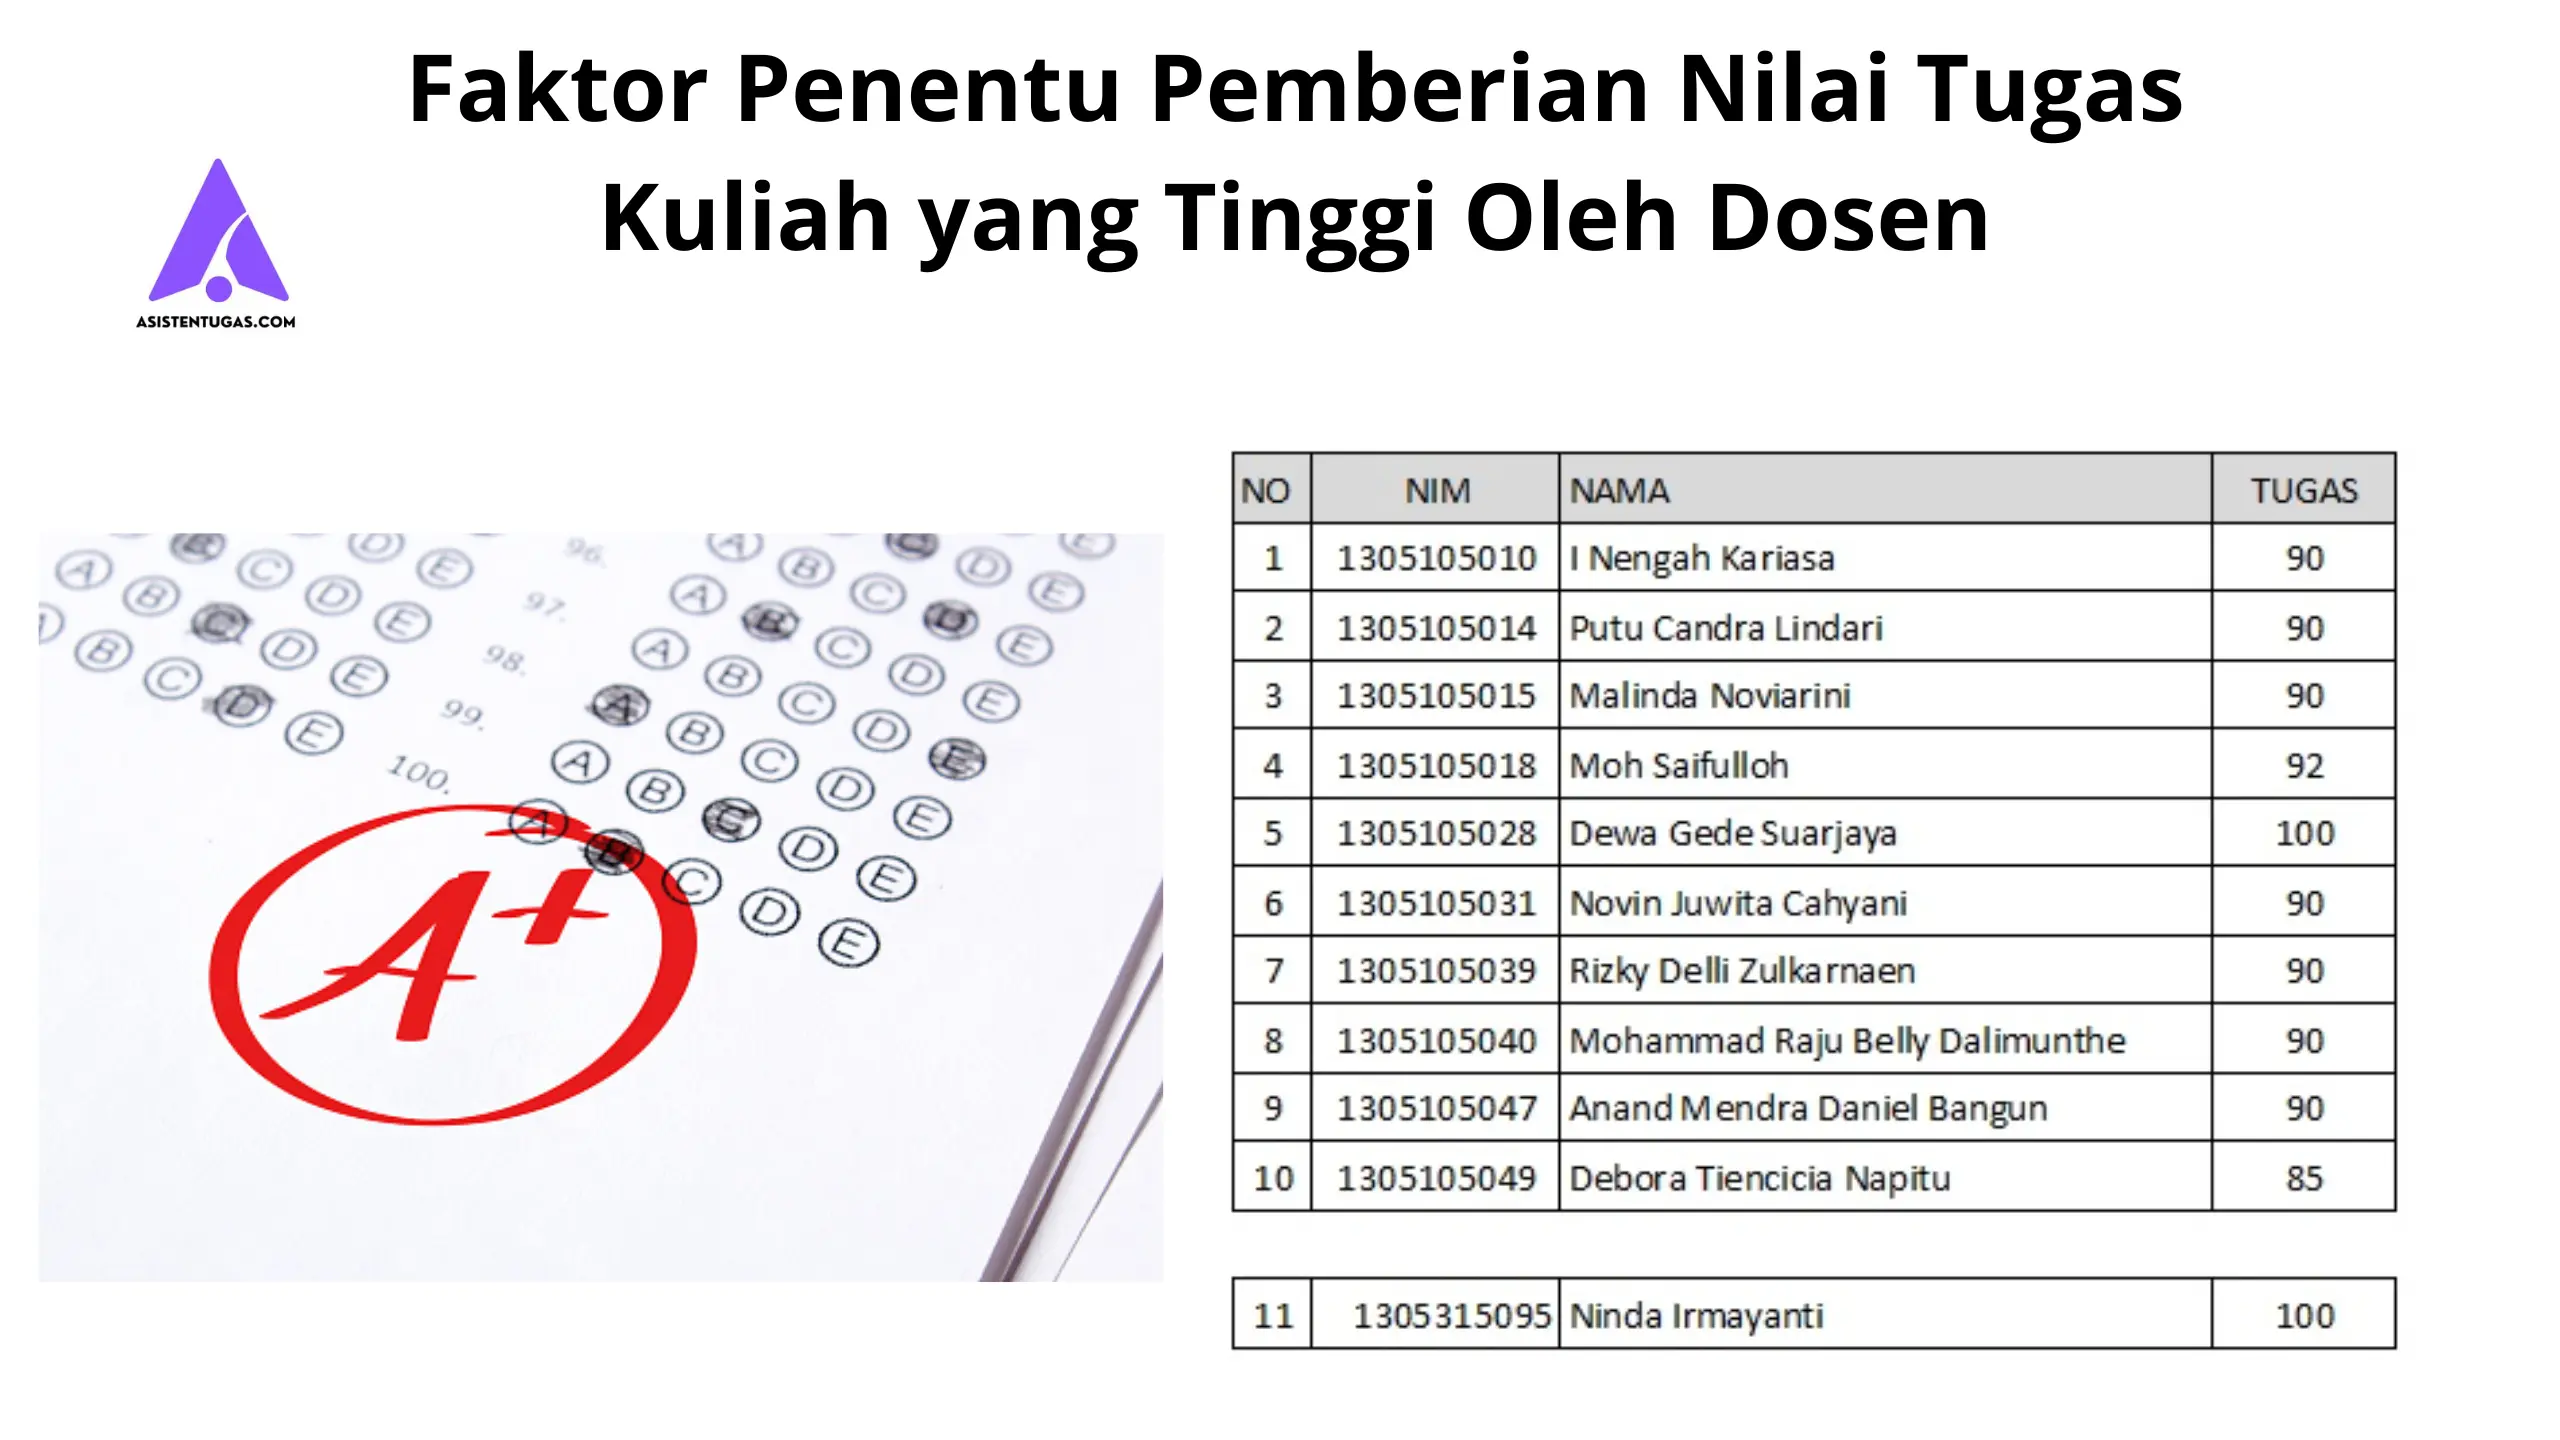 Faktor Penentu Pemberian Nilai Tugas
Kuliah yang Tinggi Oleh Dosen
ASISTENTUGAS.COM
B C D E
A B C D E
B C D E
96.
97.
98.
99.
100.
A C D E
A B C D E
A B C D E
A B C D E
A B C D E
A B C D E
A+
NO NIM NAMA TUGAS
1 1305105010 I Nengah Kariasa 90
2 1305105014 Putu Candra Lindari 90
3 1305105015 Malinda Noviarini 90
4 1305105018 Moh Saifulloh 92
5 1305105028 Dewa Gede Suarjaya 100
6 1305105031 Novin Juwita Cahyani 90
7 1305105039 Rizky Delli Zulkarnaen 90
8 1305105040 Mohammad Raju Belly Dalimunthe 90
9 1305105047 Anand Mendra Daniel Bangun 90
10 1305105049 Debora Tiencicia Napitu 85
11 1305315095 Ninda Irmayanti 100